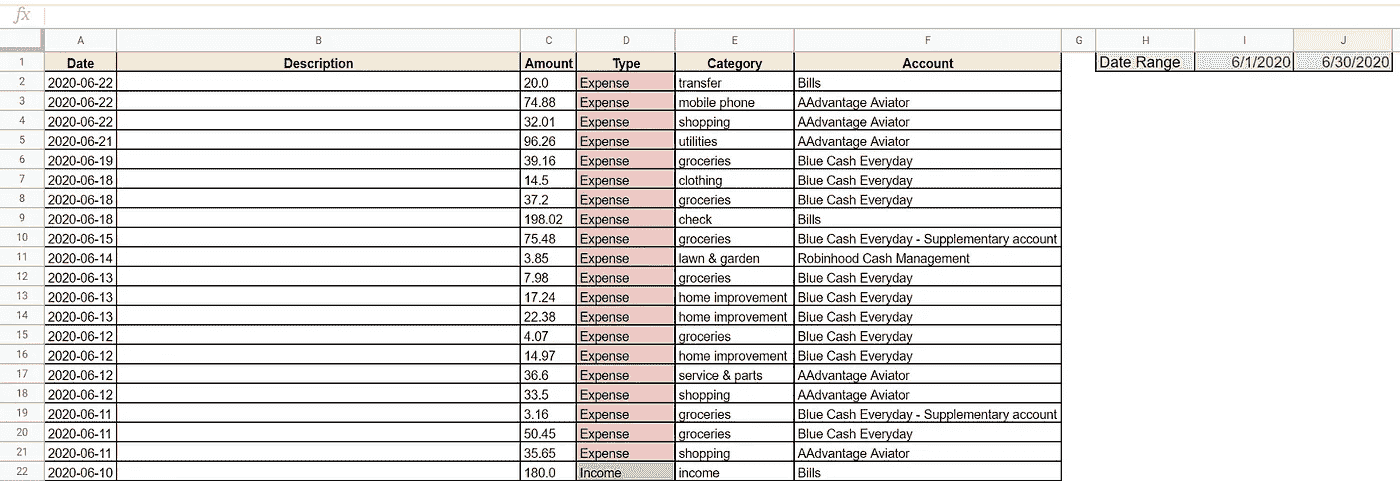 fx
A B C D E F G H I J
1 Date Description Amount Type Category Account Date Range 6/1/2020 6/30/2020
2 2020-06-22 20.0 Expense transfer Bills
3 2020-06-22 74.88 Expense mobile phone AAdvantage Aviator
4 2020-06-22 32.01 Expense shopping AAdvantage Aviator
5 2020-06-21 96.26 Expense utilities AAdvantage Aviator
6 2020-06-19 39.16 Expense groceries Blue Cash Everyday
7 2020-06-18 14.5 Expense clothing Blue Cash Everyday
8 2020-06-18 37.2 Expense groceries Blue Cash Everyday
9 2020-06-18 198.02 Expense check Bills
10 2020-06-15 75.48 Expense groceries Blue Cash Everyday - Supplementary account
11 2020-06-14 3.85 Expense lawn & garden Robinhood Cash Management
12 2020-06-13 7.98 Expense groceries Blue Cash Everyday
13 2020-06-13 17.24 Expense home improvement Blue Cash Everyday
14 2020-06-13 22.38 Expense home improvement Blue Cash Everyday
15 2020-06-12 4.07 Expense groceries Blue Cash Everyday
16 2020-06-12 14.97 Expense home improvement Blue Cash Everyday
17 2020-06-12 36.6 Expense service & parts AAdvantage Aviator
18 2020-06-12 33.5 Expense shopping AAdvantage Aviator
19 2020-06-11 3.16 Expense groceries Blue Cash Everyday - Supplementary account
20 2020-06-11 50.45 Expense groceries Blue Cash Everyday
21 2020-06-11 35.65 Expense shopping AAdvantage Aviator
22 2020-06-10 180.0 Income income Bills